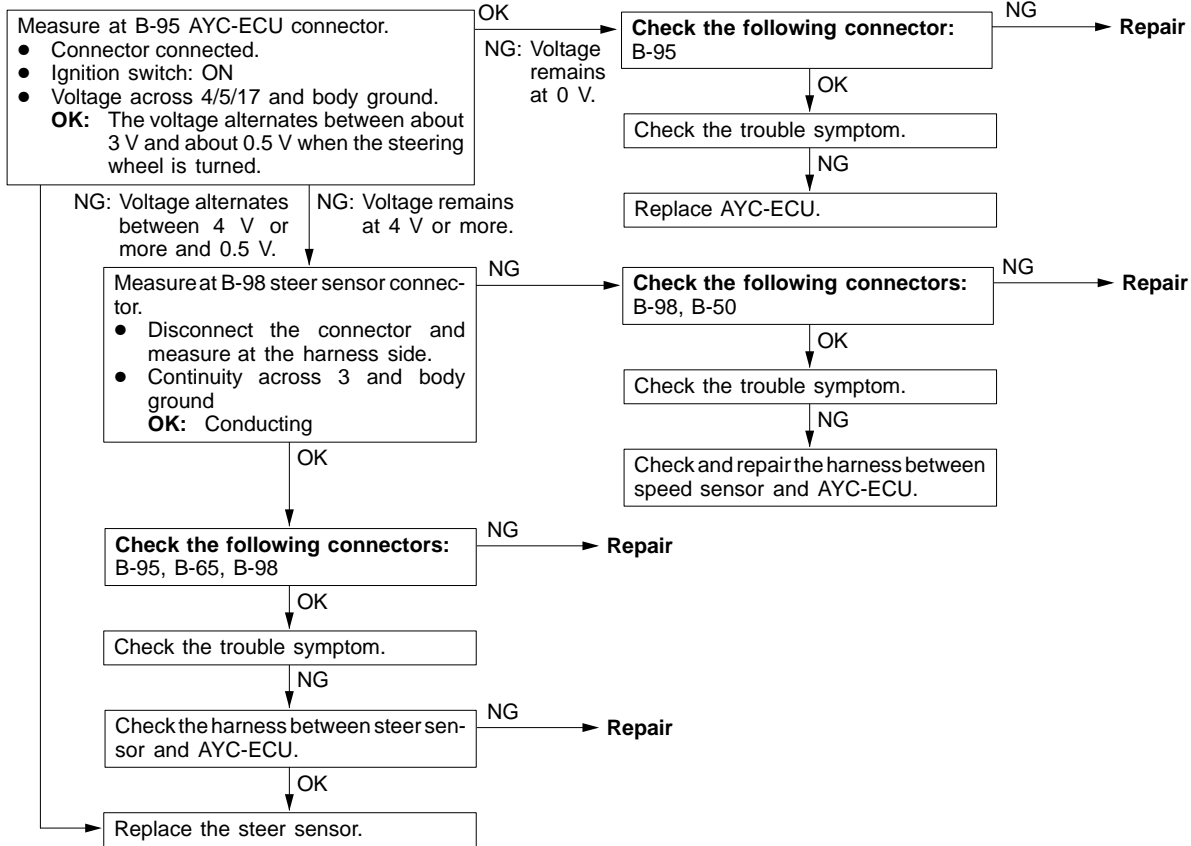 Measure at B-95 AYC-ECU connector.
● Connector connected.
● Ignition switch: ON
● Voltage across 4/5/17 and body ground.
OK: The voltage alternates between about
3 V and about 0.5 V when the steering
wheel is turned.
OK
NG: Voltage
remains
at 0 V.
Check the following connector:
B-95
NG
Repair
OK
Check the trouble symptom.
NG
Replace AYC-ECU.
NG: Voltage alternates
between 4 V or
more and 0.5 V.
NG: Voltage remains
at 4 V or more.
Measure at B-98 steer sensor connec-
tor.
● Disconnect the connector and
measure at the harness side.
● Continuity across 3 and body
ground
OK: Conducting
NG
Check the following connectors:
B-98, B-50
NG
Repair
OK
Check the trouble symptom.
NG
Check and repair the harness between
speed sensor and AYC-ECU.
OK
Check the following connectors:
B-95, B-65, B-98
NG
Repair
OK
Check the trouble symptom.
NG
Check the harness between steer sen-
sor and AYC-ECU.
NG
Repair
OK
Replace the steer sensor.